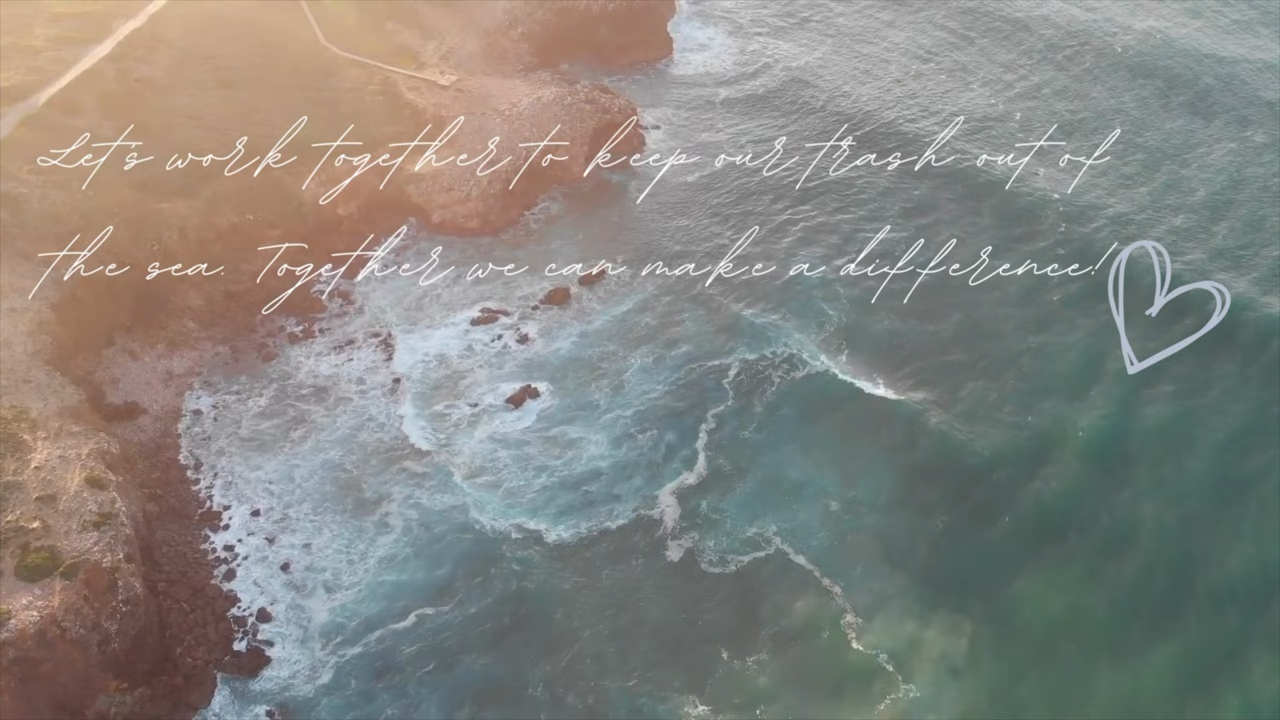 Let's work together to keep our trash out of
the sea. Together we can make a difference!